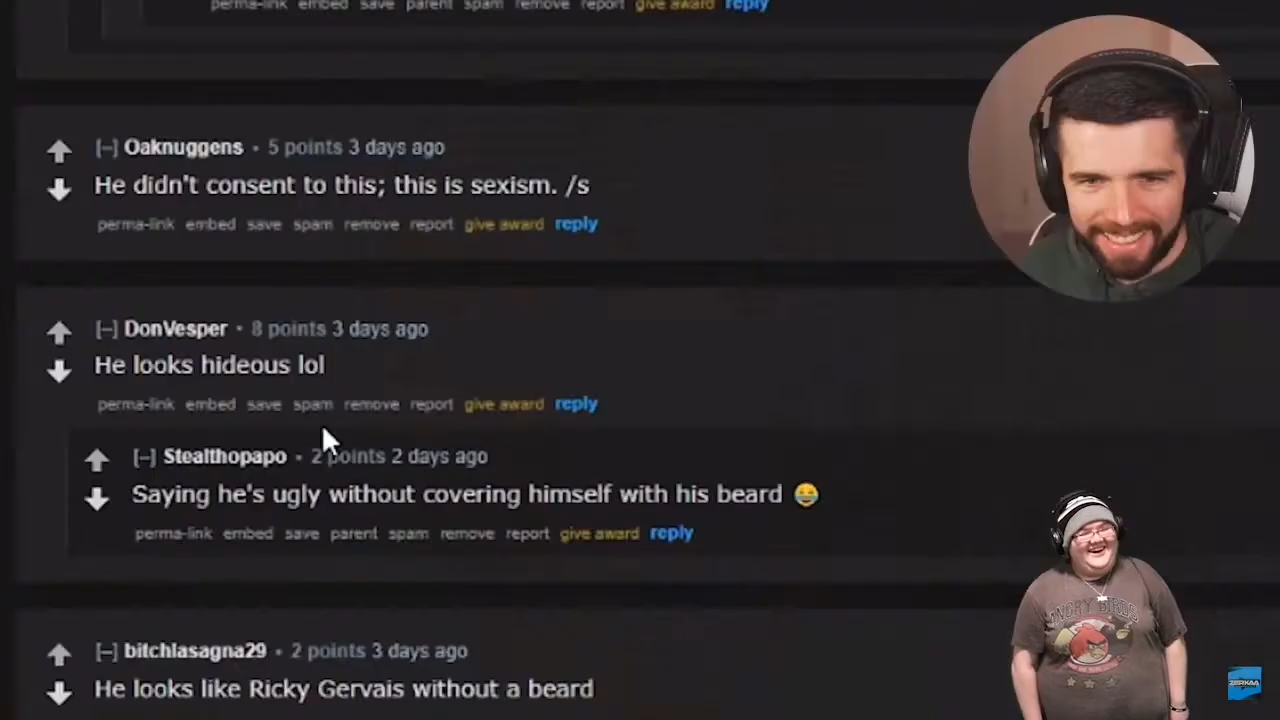 perma-link embed save parent spam remove report give award reply
[–] Oaknuggens • 5 points 3 days ago
He didn't consent to this; this is sexism. /s
perma-link embed save spam remove report give award reply
[–] DonVesper • 8 points 3 days ago
He looks hideous lol
perma-link embed save spam remove report give award reply
[–] Stealthopapo • 2 points 2 days ago
Saying he's ugly without covering himself with his beard 😂
perma-link embed save parent spam remove report give award reply
ANGRY BIRDS
[–] bitchlasagna29 • 2 points 3 days ago
He looks like Ricky Gervais without a beard
ZERKAA